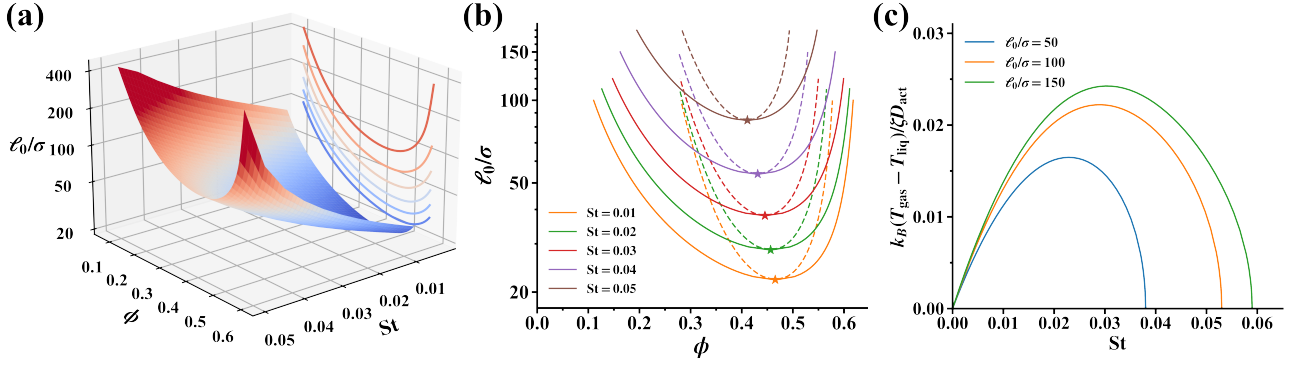 (a)
400
200
100
50
20
ℓ₀/σ
0.1
0.2
0.3
0.4
0.5
0.6
ϕ
0.05
0.04
0.03
0.02
0.01
St
(b)
150
100
50
20
ℓ₀/σ
St = 0.01
St = 0.02
St = 0.03
St = 0.04
St = 0.05
0.0 0.1 0.2 0.3 0.4 0.5 0.6
ϕ
(c)
0.03
0.02
0.01
0.00
k_B(T_gas − T_liq)/ζD_act
ℓ₀/σ = 50
ℓ₀/σ = 100
ℓ₀/σ = 150
0.00 0.01 0.02 0.03 0.04 0.05 0.06
St